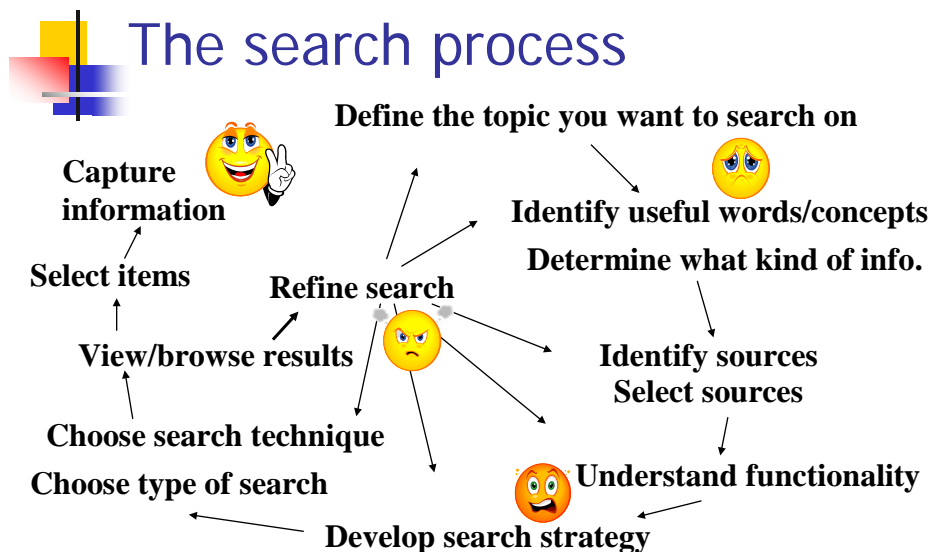 The search process
Define the topic you want to search on
Capture
information
Identify useful words/concepts
Determine what kind of info.
Select items
Refine search
View/browse results
Identify sources
Select sources
Choose search technique
Choose type of search
Understand functionality
Develop search strategy